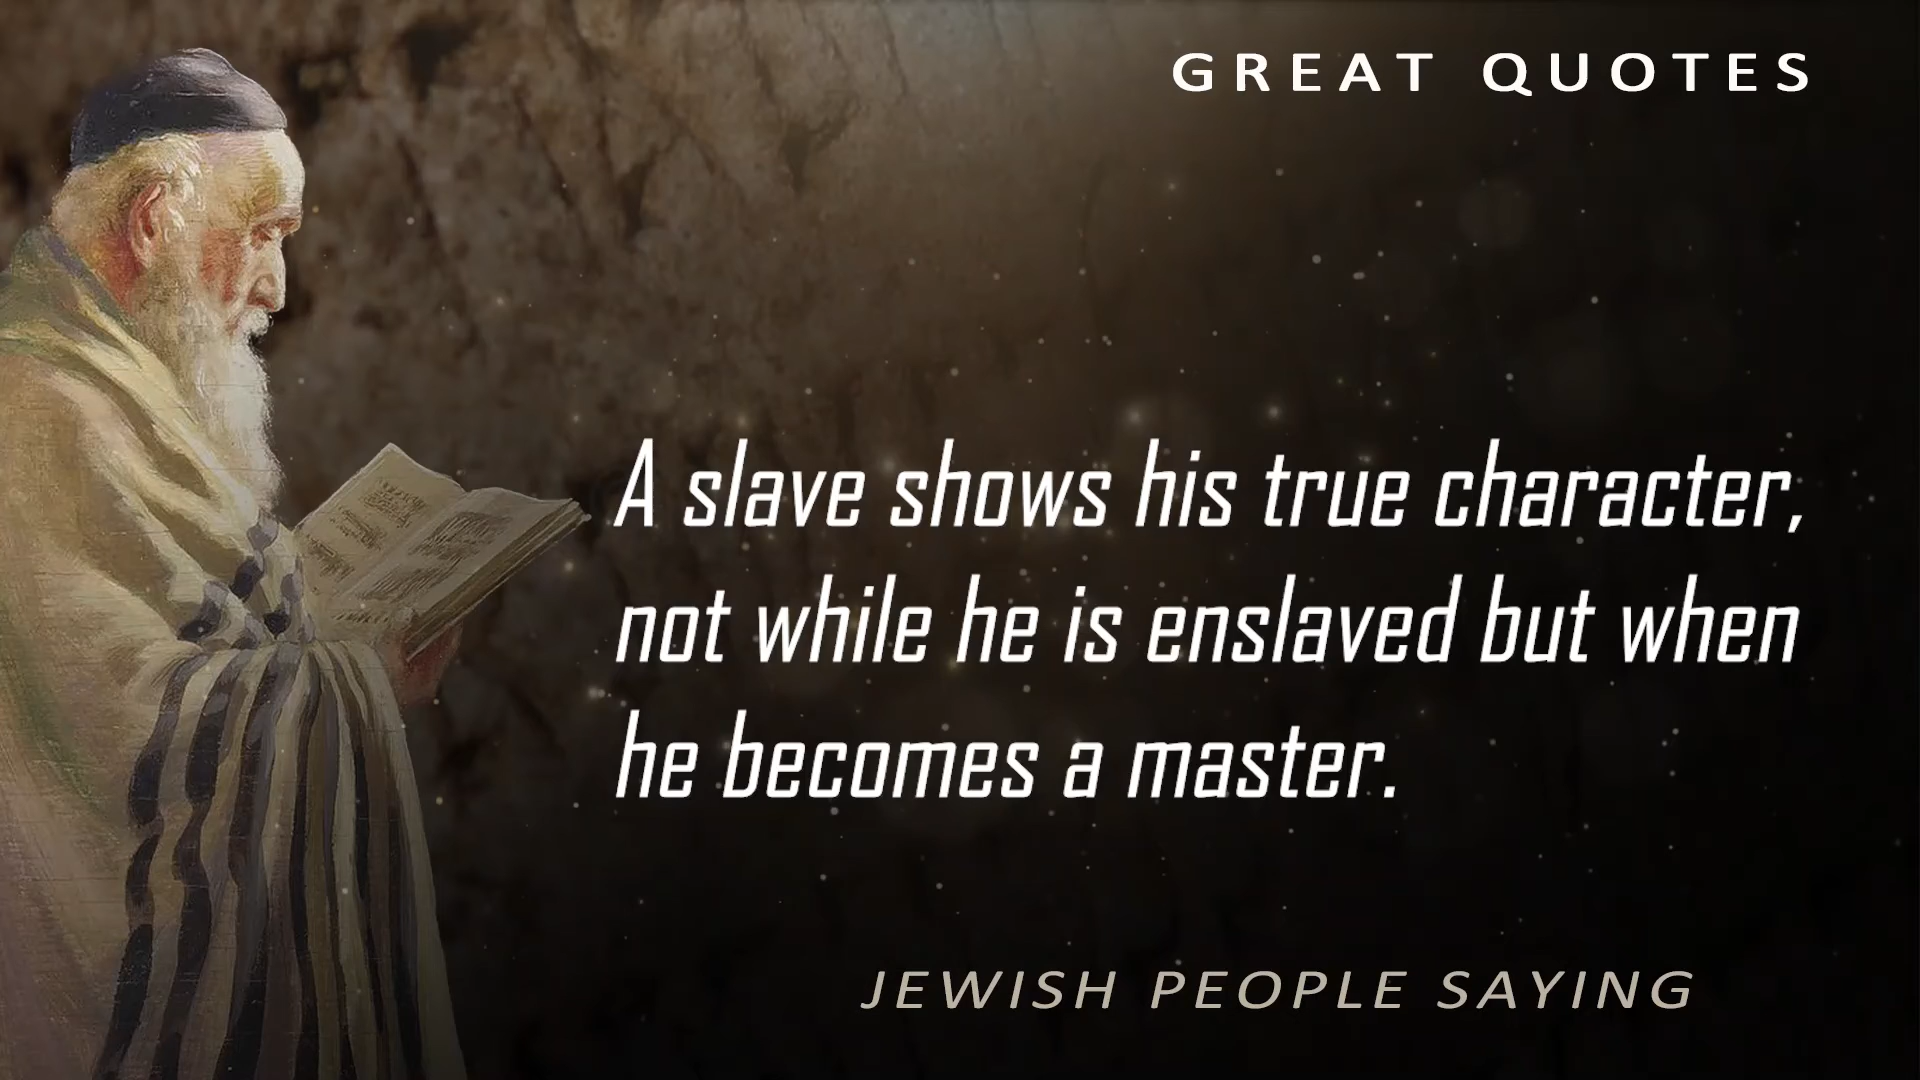 GREAT QUOTES
A slave shows his true character,
not while he is enslaved but when
he becomes a master.
JEWISH PEOPLE SAYING